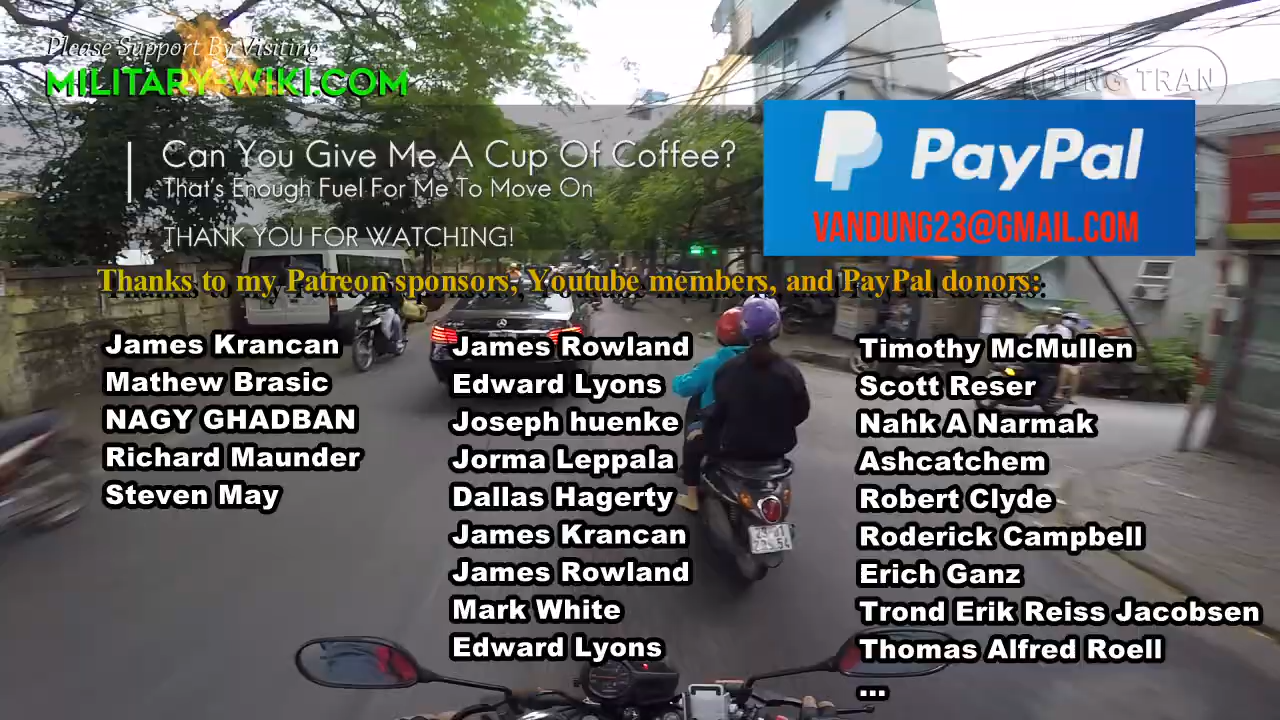 Please Support By Visiting
MILITARY-WIKI.COM
DUNG TRAN
Can You Give Me A Cup Of Coffee?
That's Enough Fuel For Me To Move On
THANK YOU FOR WATCHING!
PayPal
VANDUNG23@GMAIL.COM
Thanks to my Patreon sponsors, Youtube members, and PayPal donors:
James Krancan
Mathew Brasic
NAGY GHADBAN
Richard Maunder
Steven May
James Rowland
Edward Lyons
Joseph huenke
Jorma Leppala
Dallas Hagerty
James Krancan
James Rowland
Mark White
Edward Lyons
Timothy McMullen
Scott Reser
Nahk A Narmak
Ashcatchem
Robert Clyde
Roderick Campbell
Erich Ganz
Trond Erik Reiss Jacobsen
Thomas Alfred Roell
...